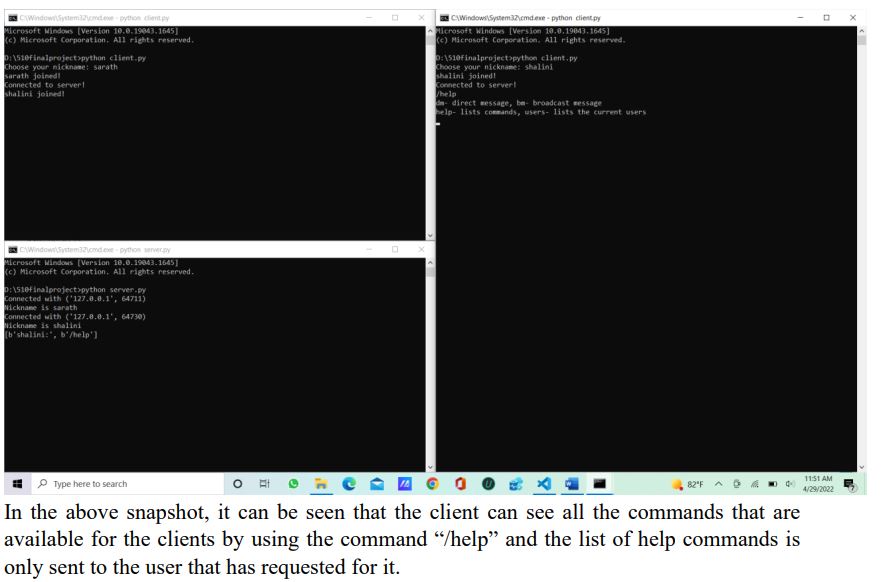 C:\Windows\System32\cmd.exe - python client.py
Microsoft Windows [Version 10.0.19043.1645]
(c) Microsoft Corporation. All rights reserved.
D:\510finalproject>python client.py
Choose your nickname: sarath
sarath joined!
Connected to server!
shalini joined!
C:\Windows\System32\cmd.exe - python client.py
Microsoft Windows [Version 10.0.19043.1645]
(c) Microsoft Corporation. All rights reserved.
D:\510finalproject>python client.py
Choose your nickname: shalini
shalini joined!
Connected to server!
/help
dm- direct message, bm- broadcast message
help- lists commands, users- lists the current users
C:\Windows\System32\cmd.exe - python server.py
Microsoft Windows [Version 10.0.19043.1645]
(c) Microsoft Corporation. All rights reserved.
D:\510finalproject>python server.py
Connected with ('127.0.0.1', 64711)
Nickname is sarath
Connected with ('127.0.0.1', 64730)
Nickname is shalini
[b'shalini:', b'/help']
Type here to search
82°F
11:51 AM
4/29/2022
In the above snapshot, it can be seen that the client can see all the commands that are
available for the clients by using the command “/help” and the list of help commands is
only sent to the user that has requested for it.